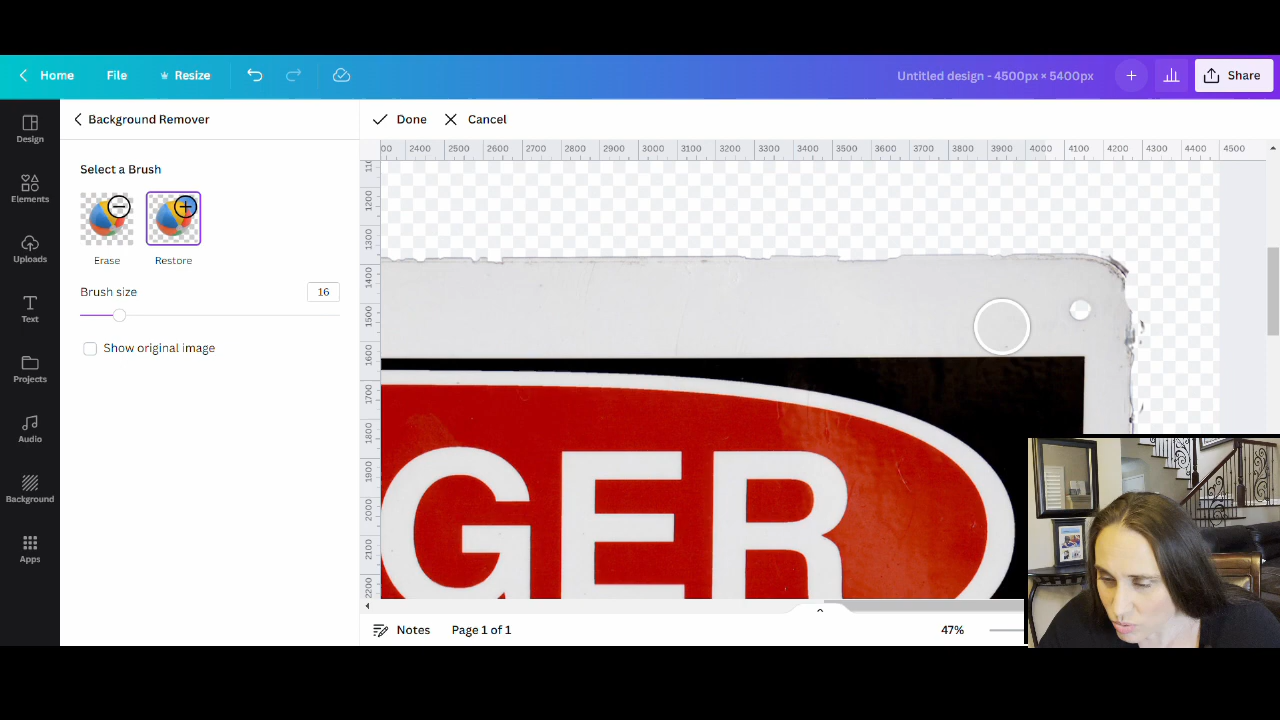 Home File Resize Untitled design - 4500px × 5400px Share
Background Remover
Done Cancel
Design
Elements
Uploads
Text
Projects
Audio
Background
Apps
Select a Brush
Erase Restore
Brush size 16
Show original image
00 2400 2500 2600 2700 2800 2900 3000 3100 3200 3300 3400 3500 3600 3700 3800 3900 4000 4100 4200 4300 4400 4500
1200
1300
1400
1500
1600
1700
1800
1900
2000
2100
2200
GER
Notes Page 1 of 1 47%